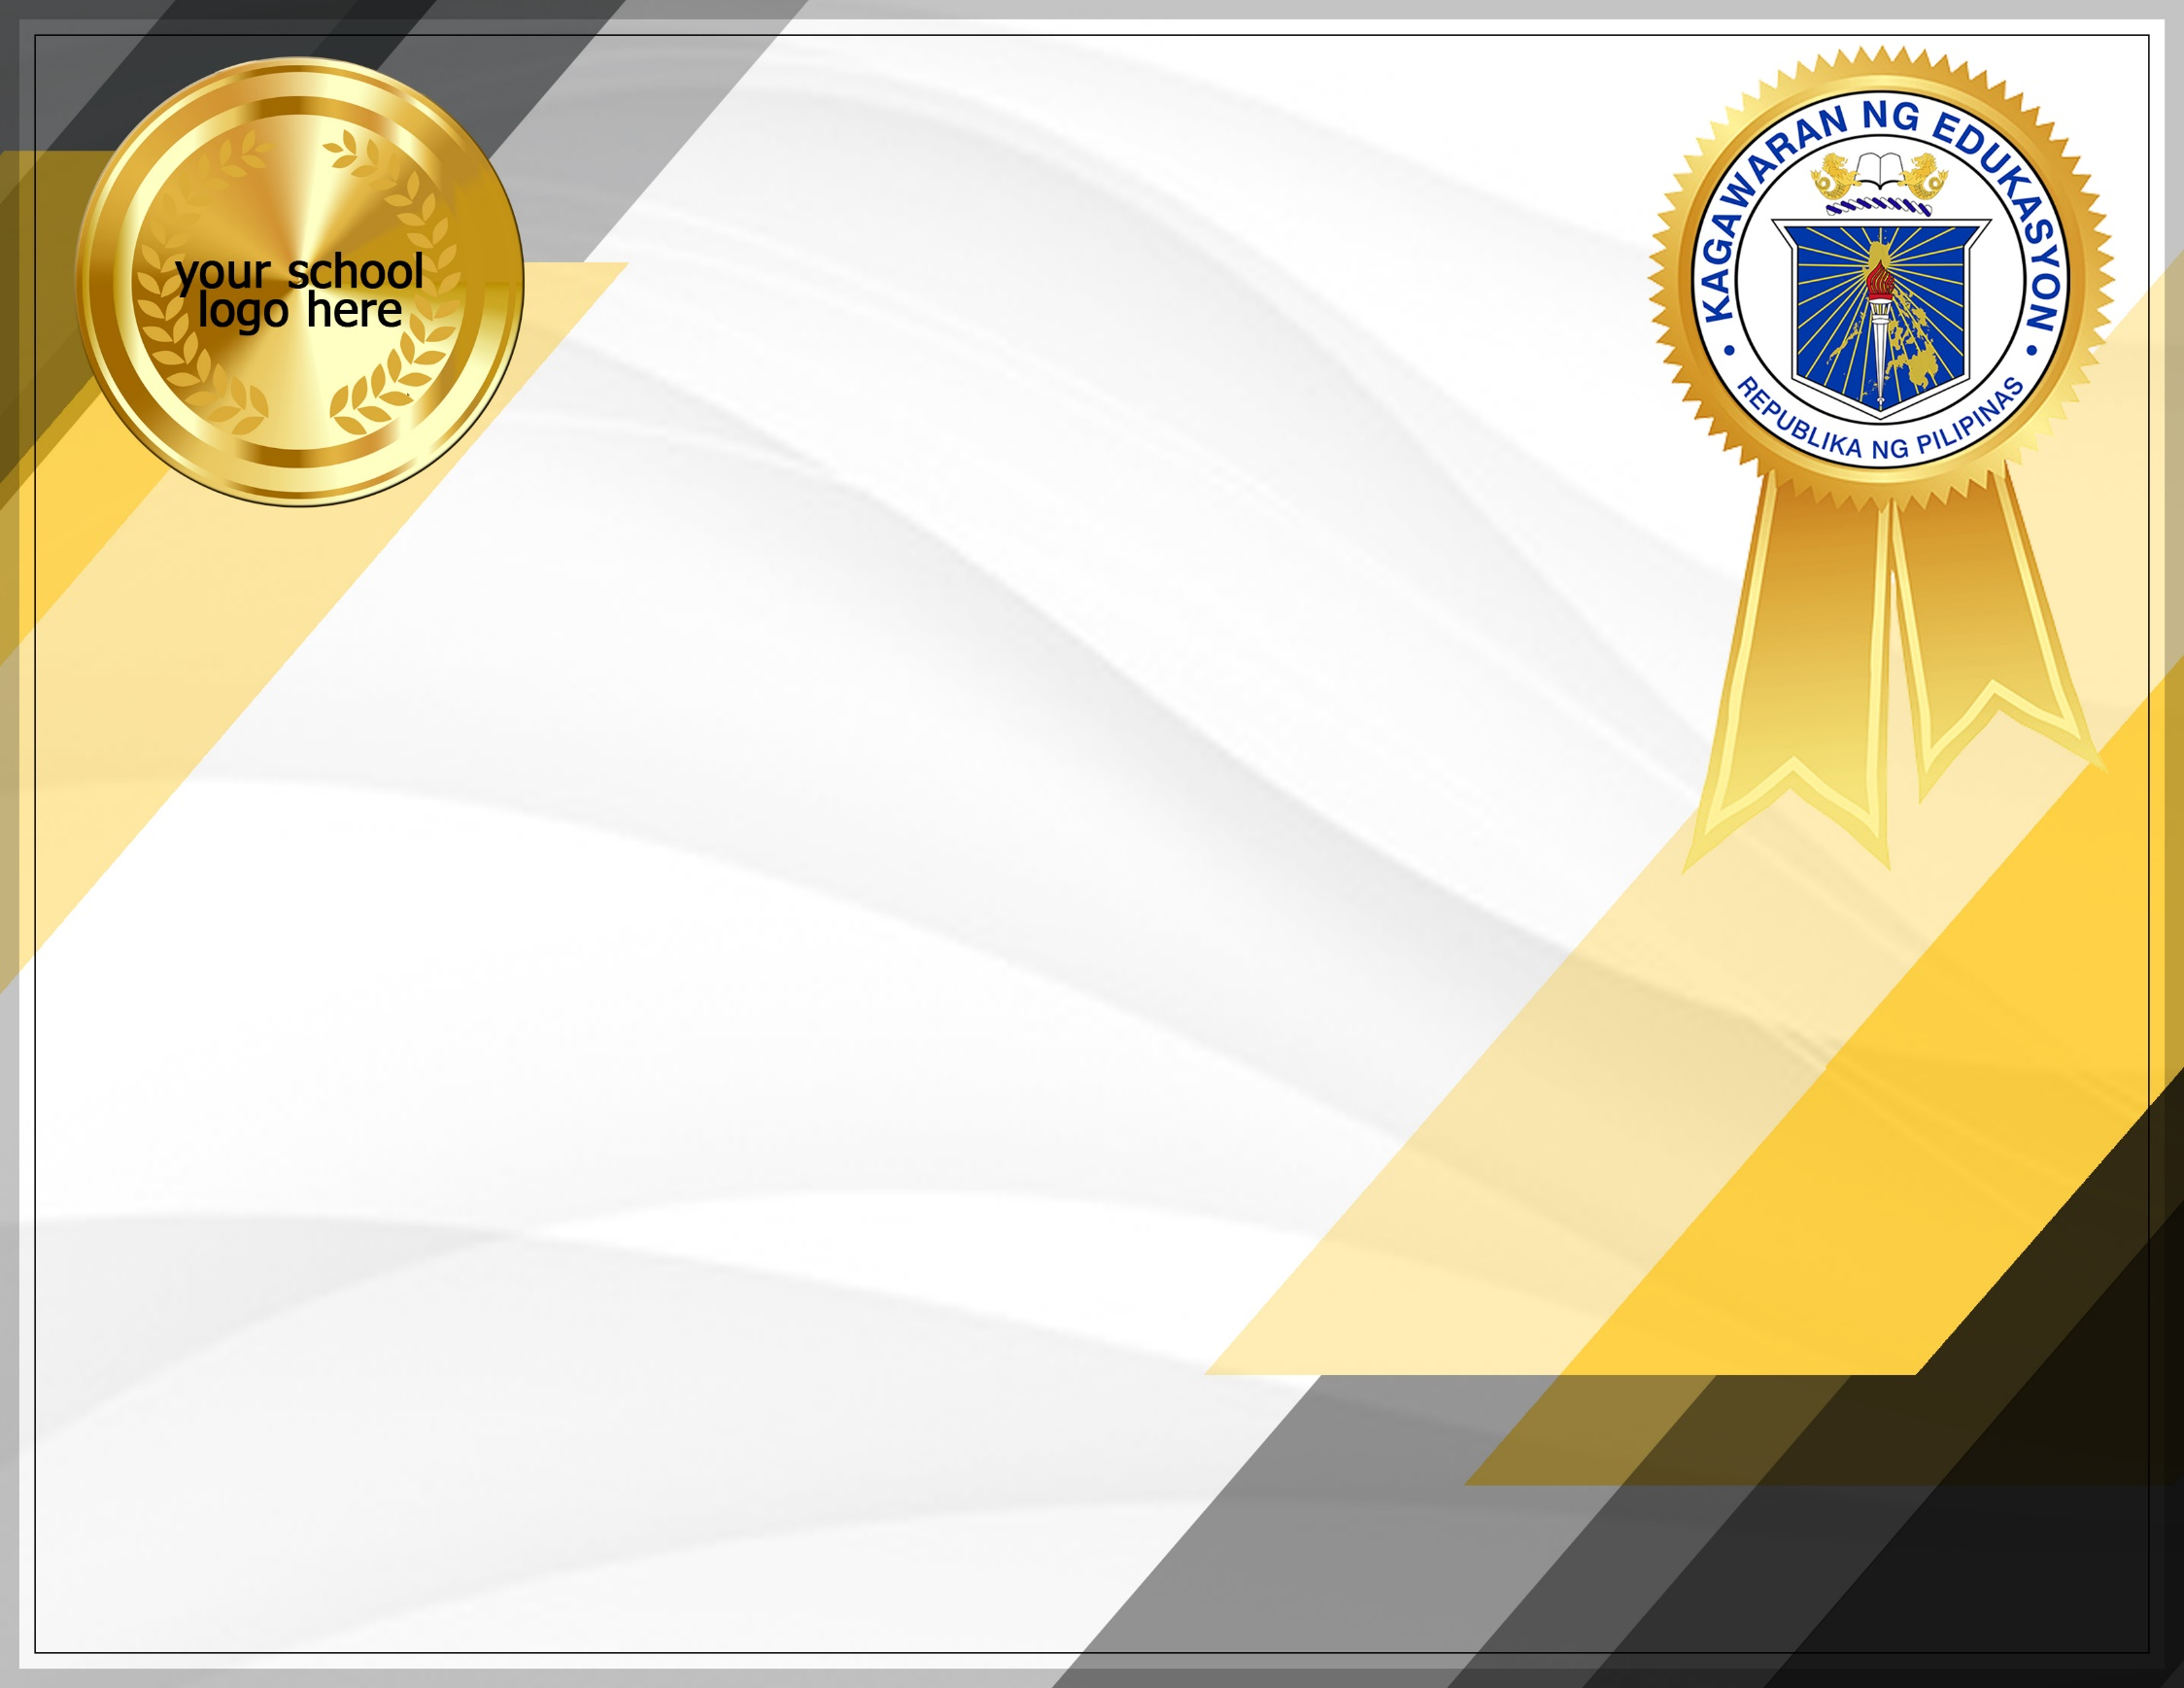 your school
logo here
KAGAWARAN NG EDUKASYON
REPUBLIKA NG PILIPINAS